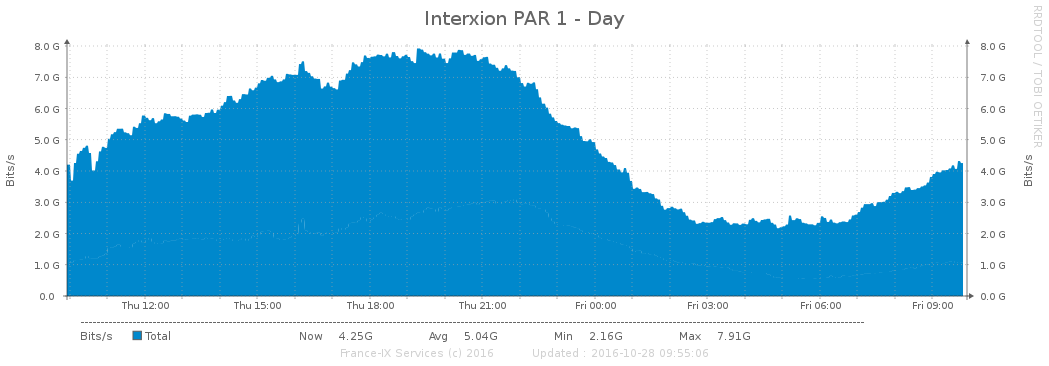 Interxion PAR 1 - Day
RRDTOOL / TOBI OETIKER
Bits/s
Bits/s
8.0 G 8.0 G
7.0 G 7.0 G
6.0 G 6.0 G
5.0 G 5.0 G
4.0 G 4.0 G
3.0 G 3.0 G
2.0 G 2.0 G
1.0 G 1.0 G
0.0 0.0 G
Thu 12:00 Thu 15:00 Thu 18:00 Thu 21:00 Fri 00:00 Fri 03:00 Fri 06:00 Fri 09:00
Bits/s Total Now 4.25G Avg 5.04G Min 2.16G Max 7.91G
France-IX Services (c) 2016 Updated : 2016-10-28 09:55:06